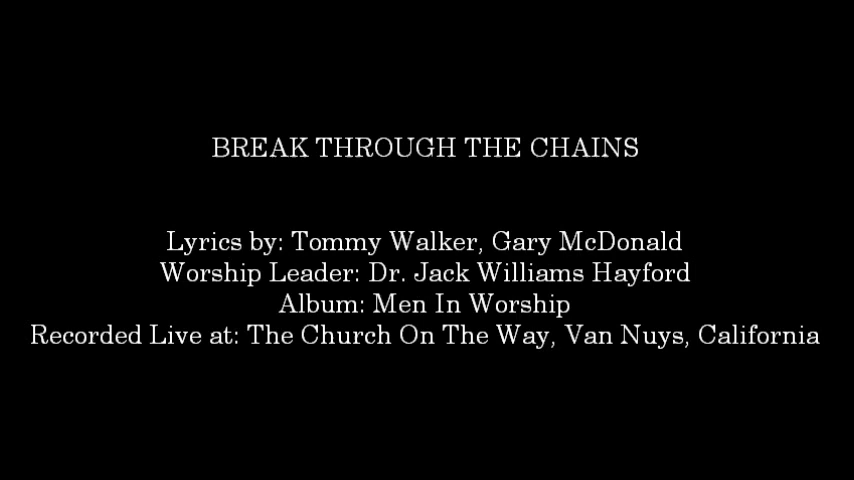 BREAK THROUGH THE CHAINS
Lyrics by: Tommy Walker, Gary McDonald
Worship Leader: Dr. Jack Williams Hayford
Album: Men In Worship
Recorded Live at: The Church On The Way, Van Nuys, California